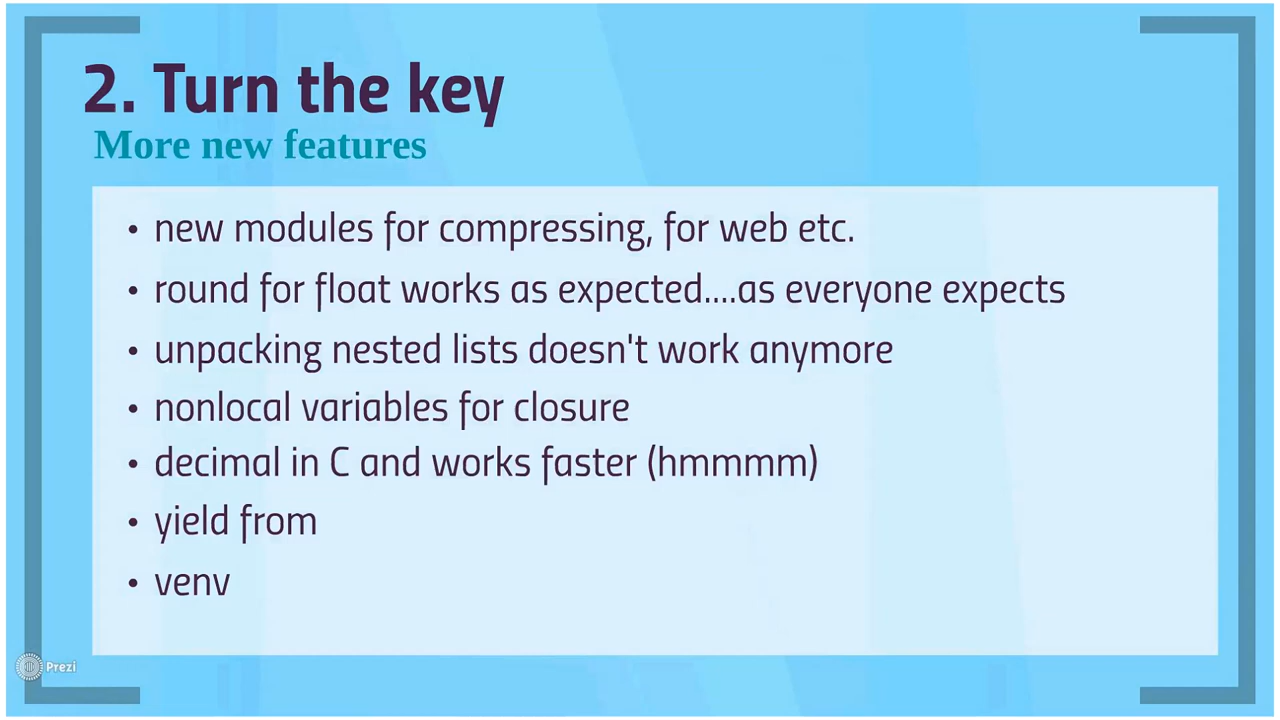 2. Turn the key
More new features
• new modules for compressing, for web etc.
• round for float works as expected....as everyone expects
• unpacking nested lists doesn't work anymore
• nonlocal variables for closure
• decimal in C and works faster (hmmmm)
• yield from
• venv
Prezi